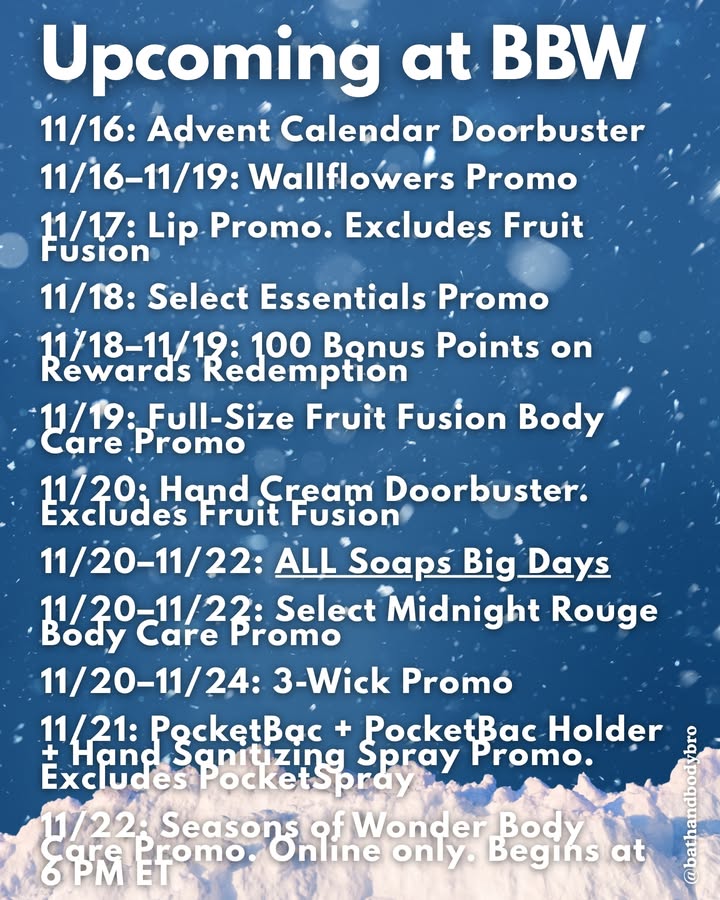 Upcoming at BBW
11/16: Advent Calendar Doorbuster
11/16–11/19: Wallflowers Promo
11/17: Lip Promo. Excludes Fruit
Fusion
11/18: Select Essentials Promo
11/18–11/19: 100 Bonus Points on
Rewards Redemption
11/19: Full-Size Fruit Fusion Body
Care Promo
11/20: Hand Cream Doorbuster.
Excludes Fruit Fusion
11/20–11/22: ALL Soaps Big Days
11/20–11/22: Select Midnight Rouge
Body Care Promo
11/20–11/24: 3-Wick Promo
11/21: PocketBac + PocketBac Holder
+ Hand Sanitizing Spray Promo.
Excludes PocketSpray
11/22: Seasons of Wonder Body
Care Promo. Online only. Begins at
6 PM ET
@bathandbodybro